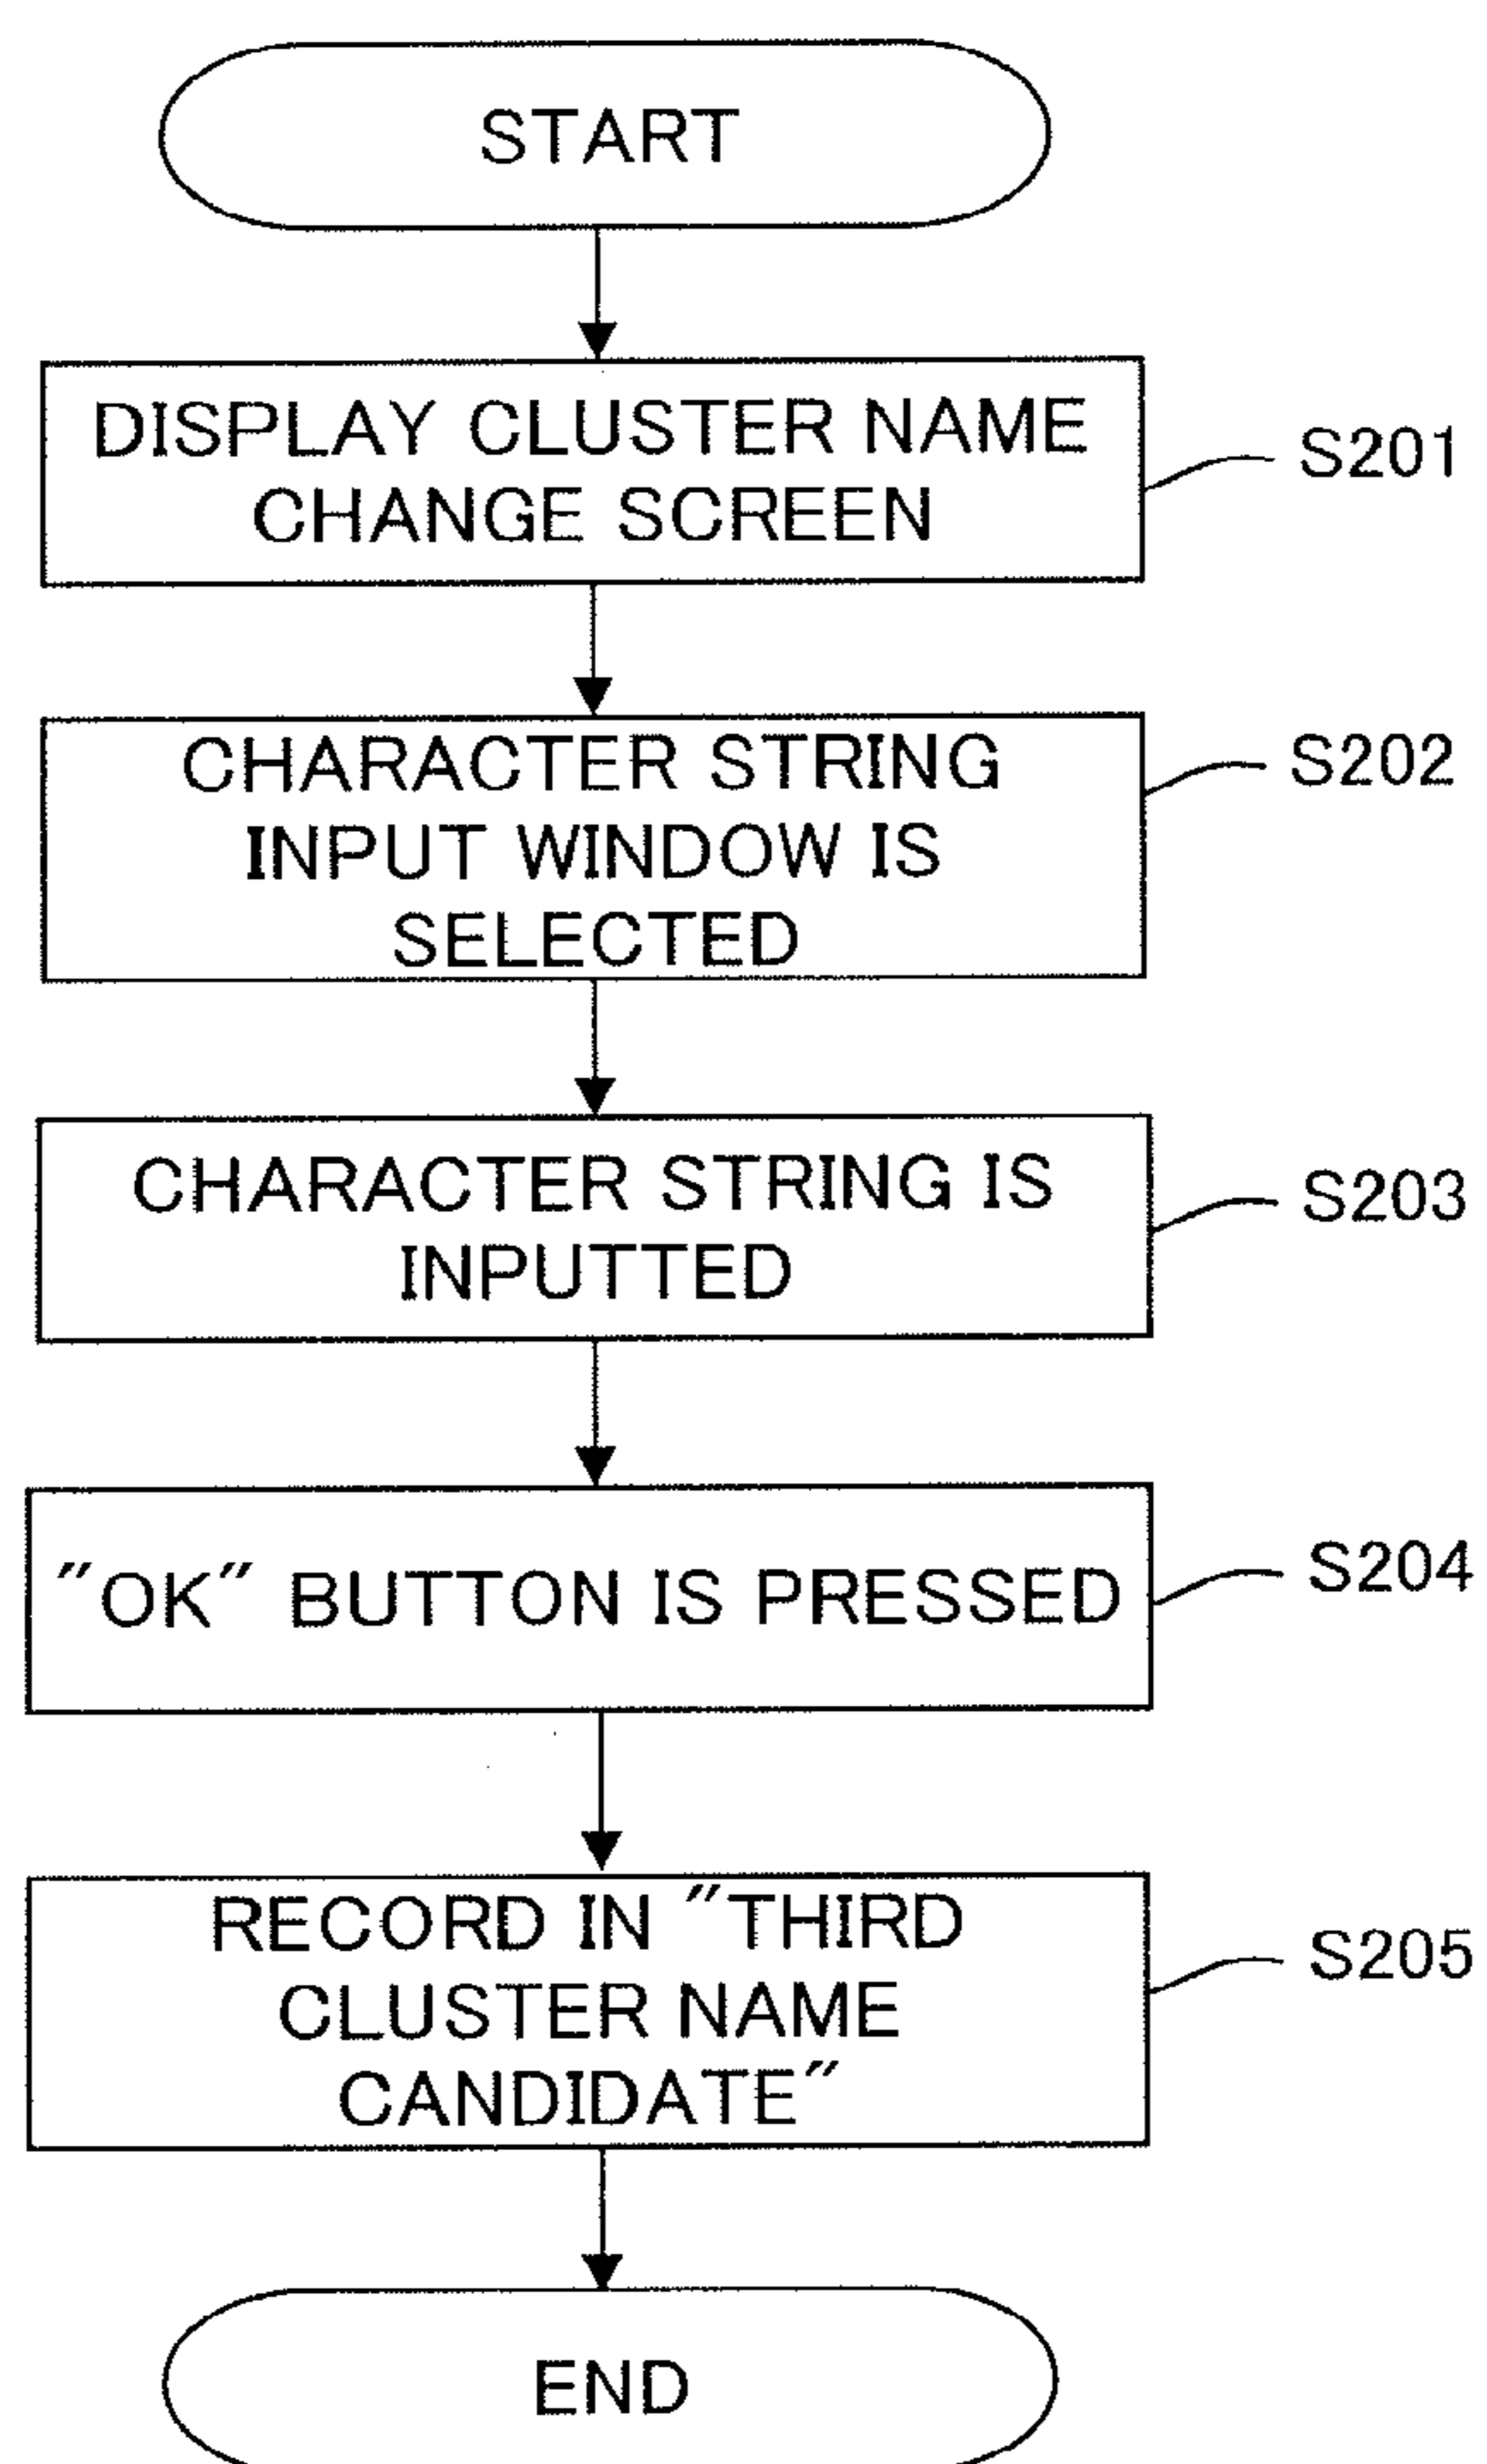 START
DISPLAY CLUSTER NAME
CHANGE SCREEN
S201
CHARACTER STRING
INPUT WINDOW IS
SELECTED
S202
CHARACTER STRING IS
INPUTTED
S203
"OK" BUTTON IS PRESSED
S204
RECORD IN "THIRD
CLUSTER NAME
CANDIDATE"
S205
END